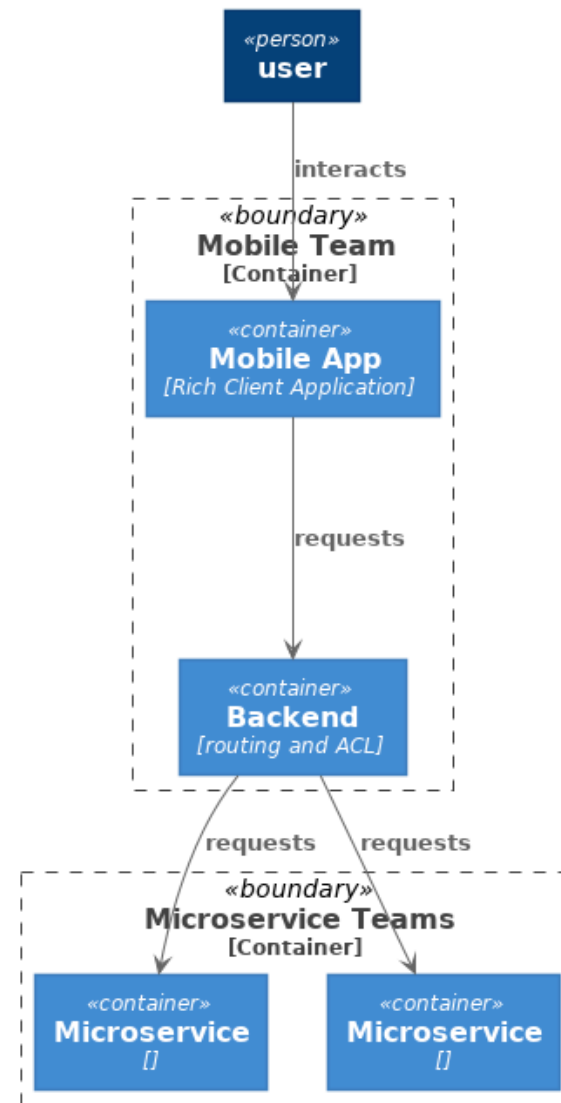 «person»
user
interacts
«boundary»
Mobile Team
[Container]
«container»
Mobile App
[Rich Client Application]
requests
«container»
Backend
[routing and ACL]
requests
requests
«boundary»
Microservice Teams
[Container]
«container»
Microservice
[]
«container»
Microservice
[]